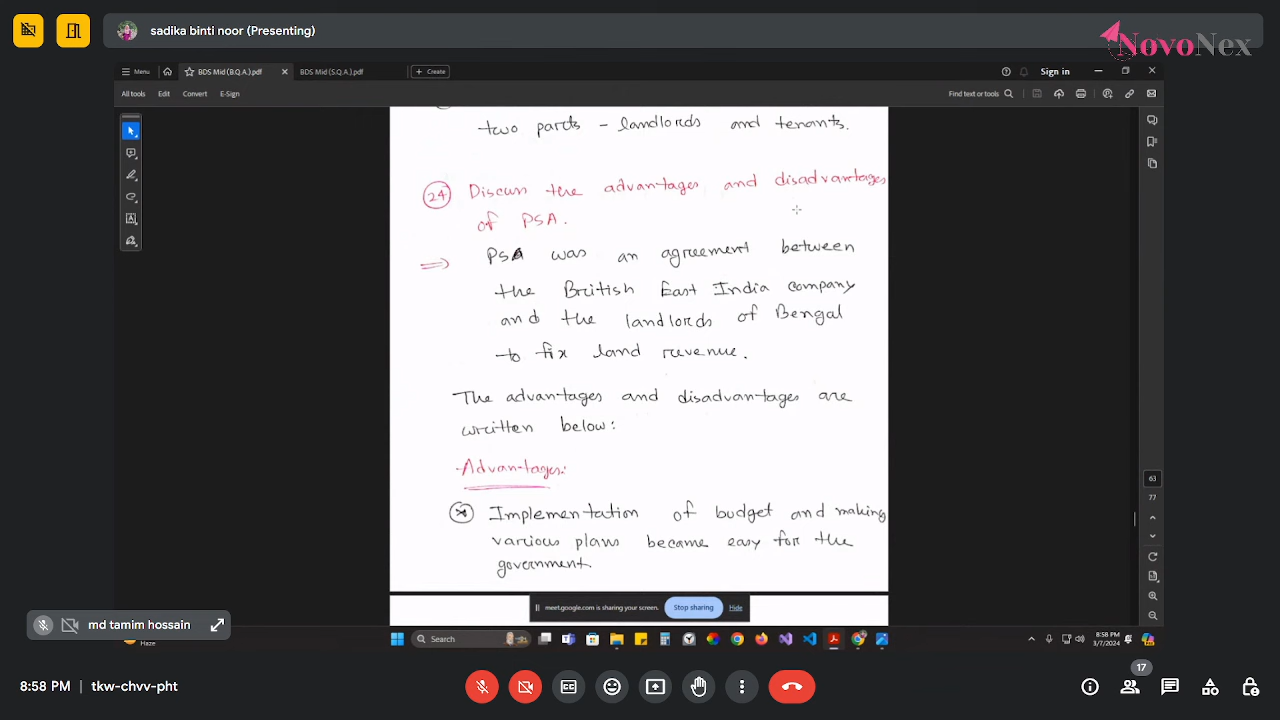 sadika binti noor (Presenting)
NovoNex
Menu
BDS Mid (B.Q.A.).pdf
BDS Mid (S.Q.A.).pdf
+ Create
Sign in
All tools Edit Convert E-Sign
Find text or tools
two parts - landlords and tenants.
24 Discuss the advantages and disadvantages
of PSA.
⇒ PSA was an agreement between
the British East India company
and the landlords of Bengal
to fix land revenue.
The advantages and disadvantages are
written below:
Advantages:
Implementation of budget and making
various plans became easy for the
government.
63
77
meet.google.com is sharing your screen.
Stop sharing
Hide
md tamim hossain
Haze
Search
8:58 PM
3/7/2024
17
8:58 PM | tkw-chvv-pht